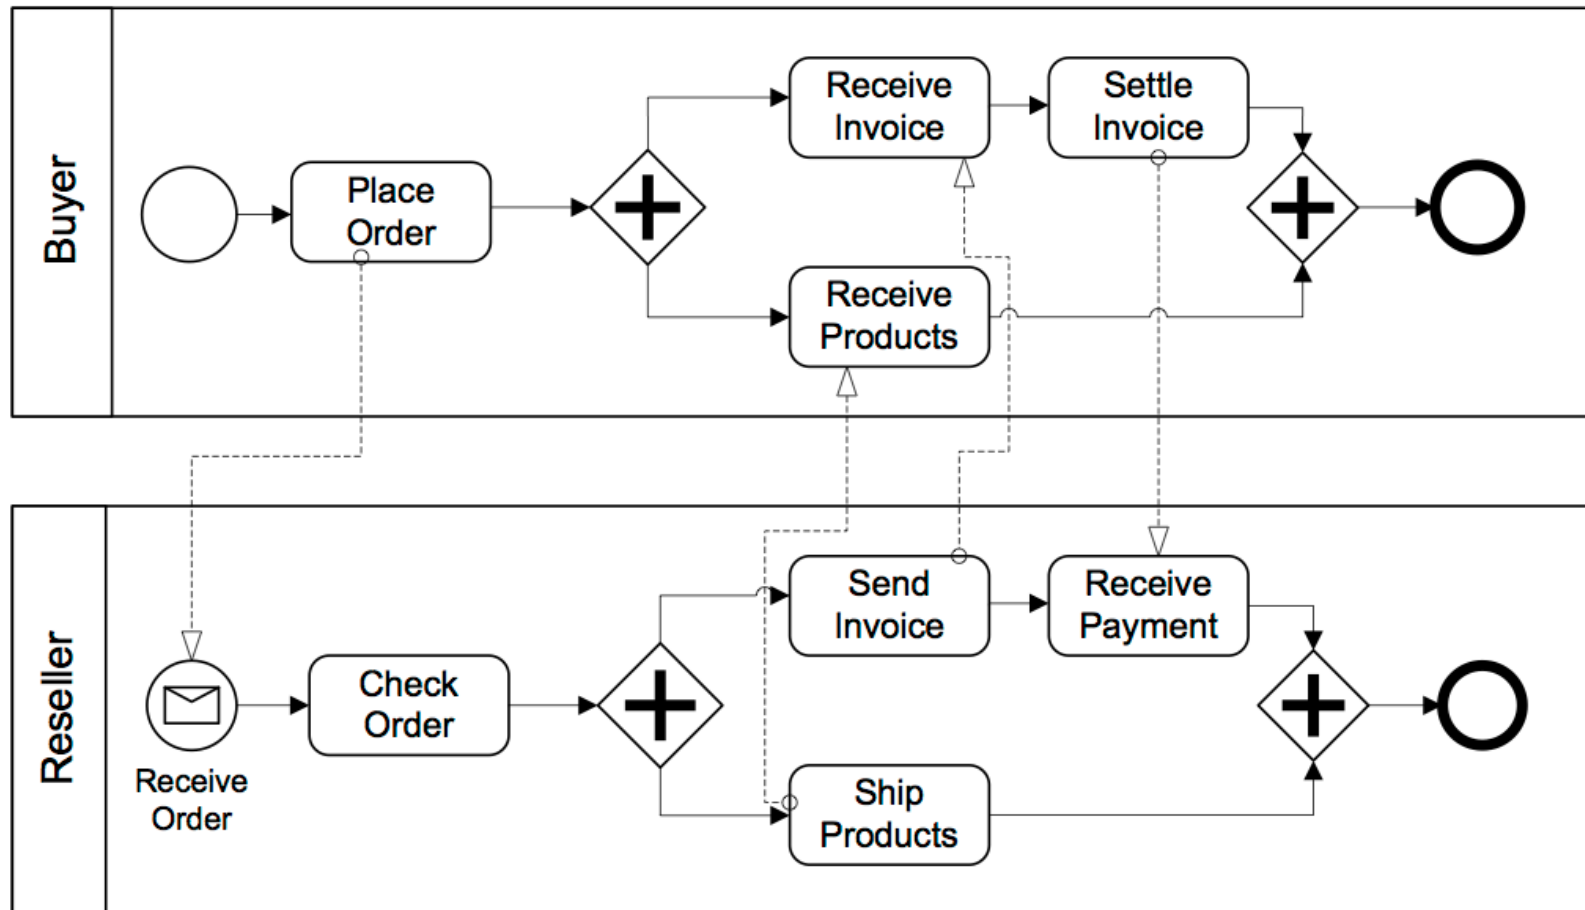 Buyer
Place
Order
Receive
Invoice
Settle
Invoice
Receive
Products
Reseller
Receive
Order
Check
Order
Send
Invoice
Receive
Payment
Ship
Products